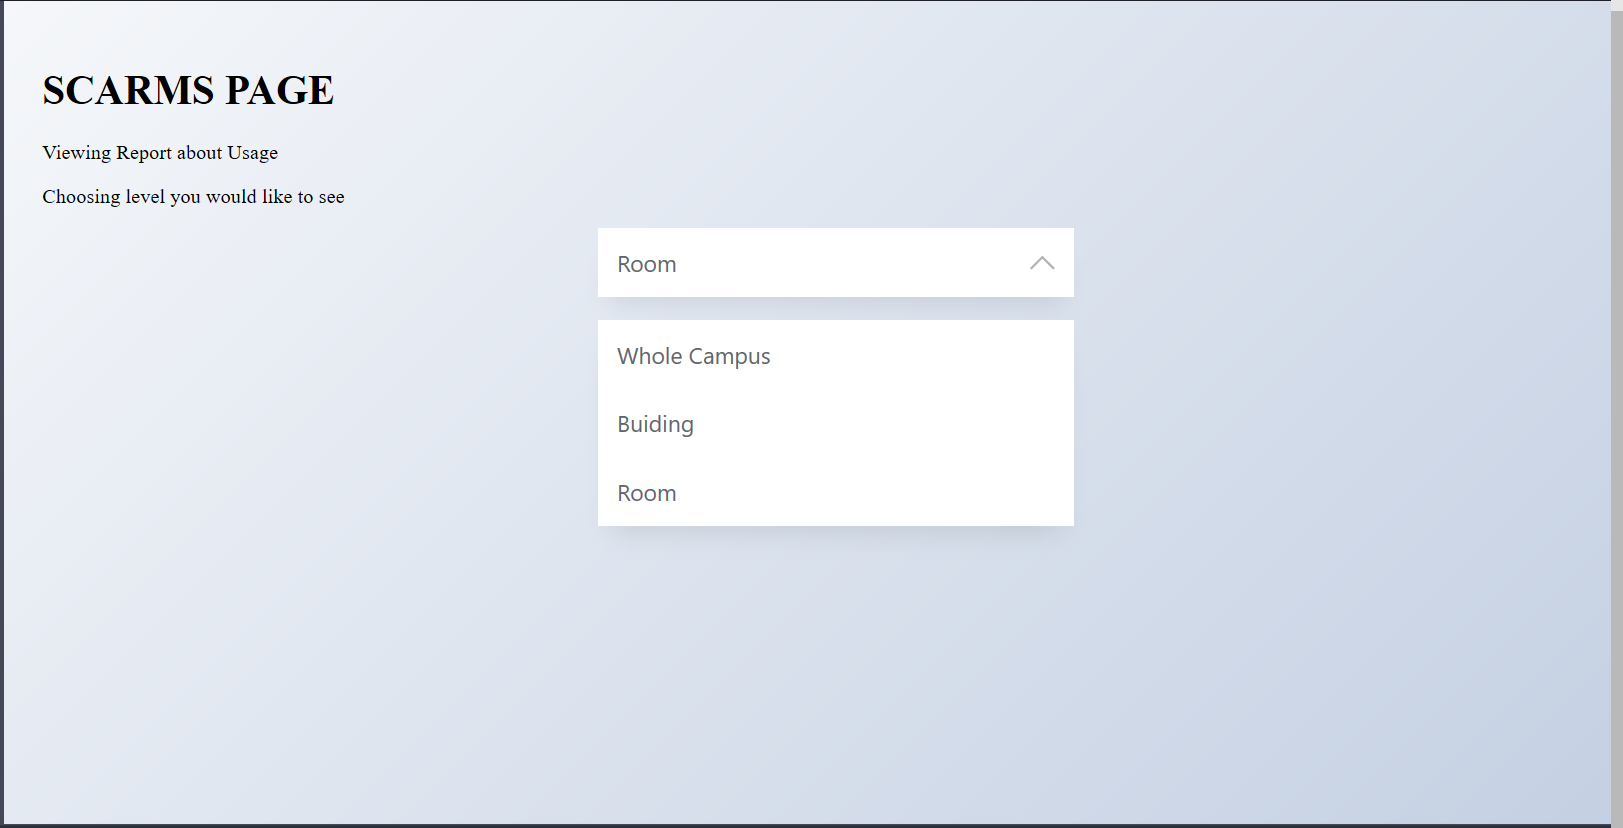 SCARMS PAGE
Viewing Report about Usage
Choosing level you would like to see
Room
Whole Campus
Buiding
Room